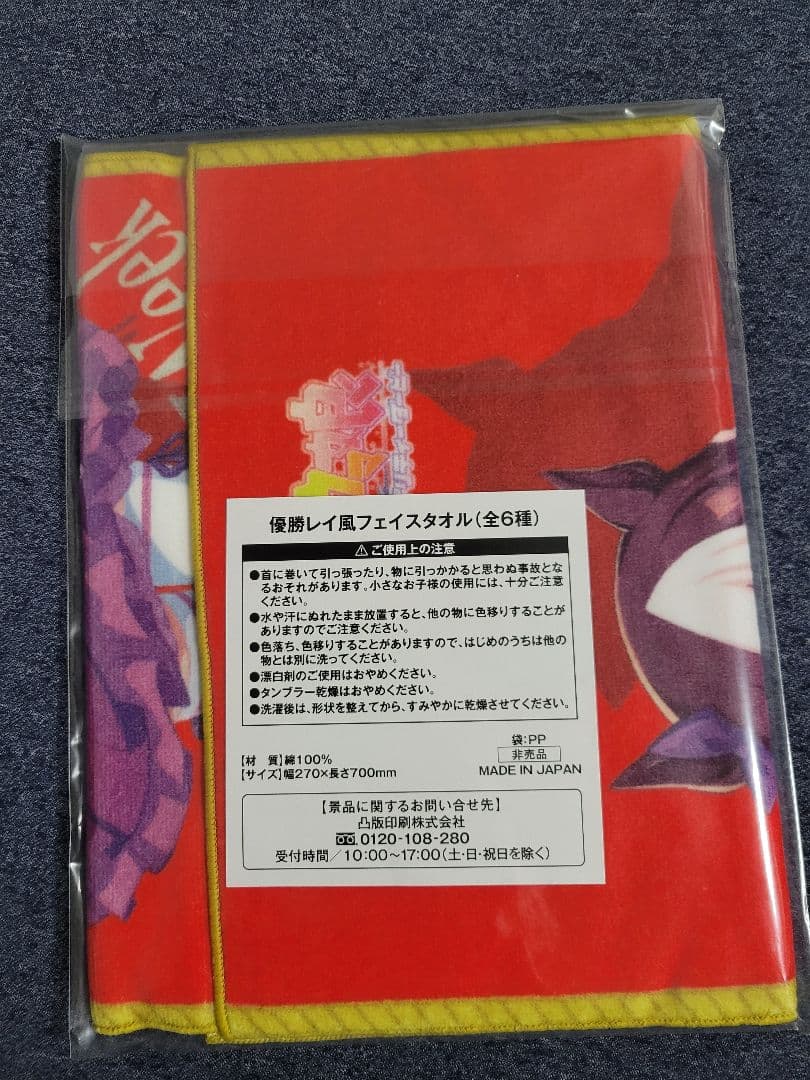 優勝レイ風フェイスタオル(全6種)
⚠ご使用上の注意
●首に巻いて引っ張ったり、物に引っかかると思わぬ事故とな
るおそれがあります。小さなお子様の使用には、十分ご注意
ください。
●水や汗にぬれたまま放置すると、他の物に色移りすることが
ありますのでご注意ください。
●色落ち、色移りすることがありますので、はじめのうちは他の
物とは別に洗ってください。
●漂白剤のご使用はおやめください。
●タンブラー乾燥はおやめください。
●洗濯後は、形状を整えてから、すみやかに乾燥させてください。
【材 質】綿100%
【サイズ】幅270×長さ700mm
袋:PP
非売品
MADE IN JAPAN
【景品に関するお問い合せ先】
凸版印刷株式会社
0120-108-280
受付時間/10:00~17:00(土・日・祝日を除く)